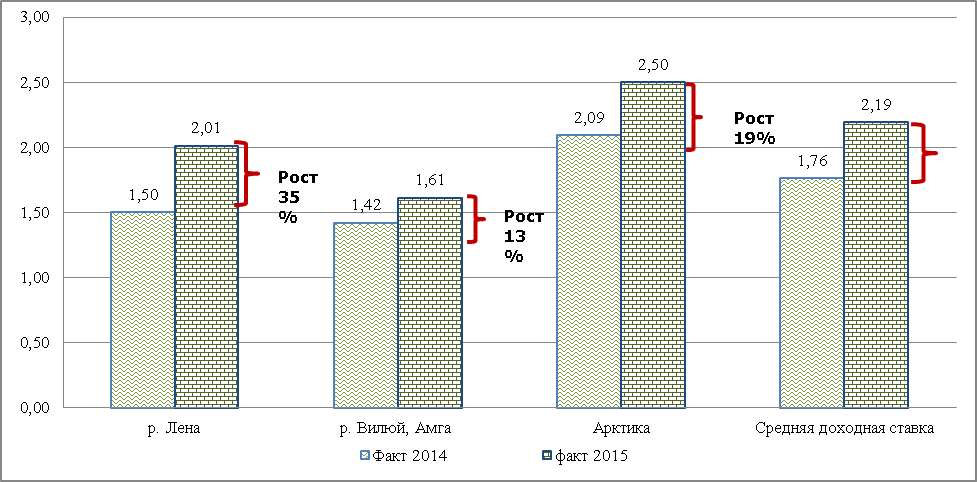 3,00
2,50
2,00
1,50
1,00
0,50
0,00
1,50
2,01
1,42
1,61
2,09
2,50
1,76
2,19
Рост
35
%
Рост
13
%
Рост
19%
р. Лена
р. Вилюй, Амга
Арктика
Средняя доходная ставка
Факт 2014
факт 2015